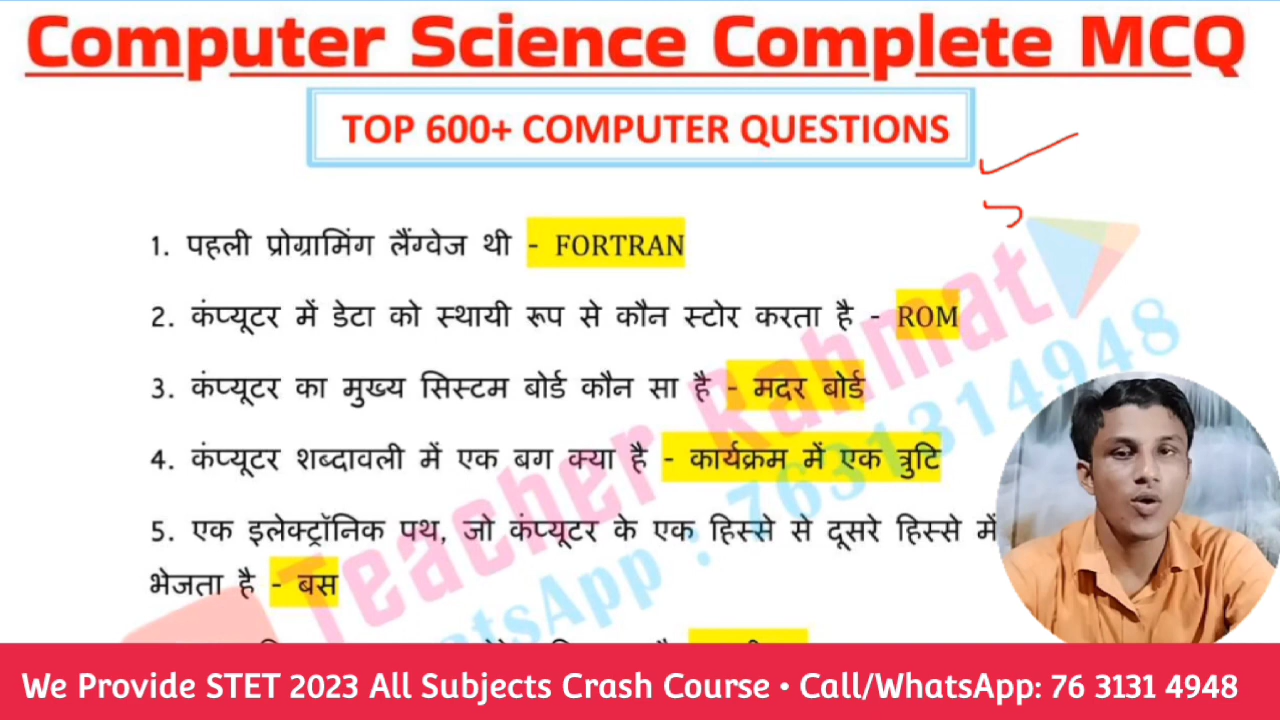 Computer Science Complete MCQ
TOP 600+ COMPUTER QUESTIONS
1. पहली प्रोग्रामिंग लैंग्वेज थी - FORTRAN
2. कंप्यूटर में डेटा को स्थायी रूप से कौन स्टोर करता है - ROM
3. कंप्यूटर का मुख्य सिस्टम बोर्ड कौन सा है - मदर बोर्ड
4. कंप्यूटर शब्दावली में एक बग क्या है - कार्यक्रम में एक त्रुटि
5. एक इलेक्ट्रॉनिक पथ, जो कंप्यूटर के एक हिस्से से दूसरे हिस्से में
भेजता है - बस
Teacher Rahmat
WhatsApp : 7631314948
We Provide STET 2023 All Subjects Crash Course • Call/WhatsApp: 76 3131 4948